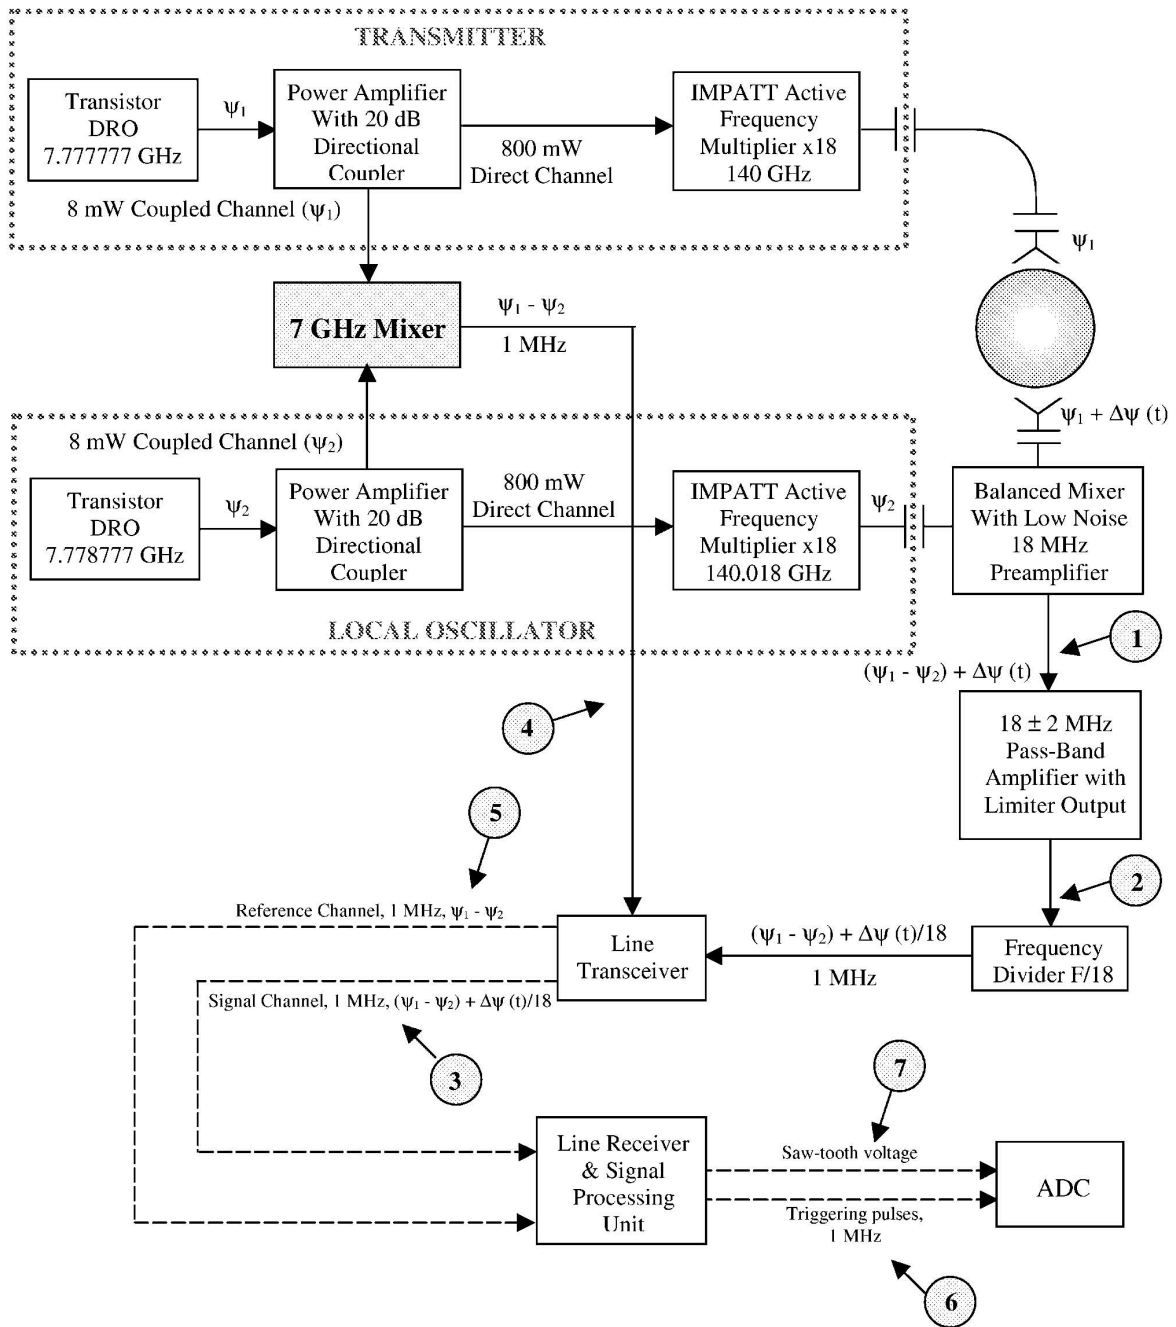 TRANSMITTER
Transistor
DRO
7.777777 GHz
ψ1
Power Amplifier
With 20 dB
Directional
Coupler
800 mW
Direct Channel
IMPATT Active
Frequency
Multiplier x18
140 GHz
8 mW Coupled Channel (ψ1)
ψ1
7 GHz Mixer
ψ1 - ψ2
1 MHz
ψ1 + Δψ (t)
8 mW Coupled Channel (ψ2)
Transistor
DRO
7.778777 GHz
ψ2
Power Amplifier
With 20 dB
Directional
Coupler
800 mW
Direct Channel
IMPATT Active
Frequency
Multiplier x18
140.018 GHz
ψ2
Balanced Mixer
With Low Noise
18 MHz
Preamplifier
LOCAL OSCILLATOR
1
(ψ1 - ψ2) + Δψ (t)
4
18 ± 2 MHz
Pass-Band
Amplifier with
Limiter Output
5
2
Reference Channel, 1 MHz, ψ1 - ψ2
Line
Transceiver
(ψ1 - ψ2) + Δψ (t)/18
1 MHz
Frequency
Divider F/18
Signal Channel, 1 MHz, (ψ1 - ψ2) + Δψ (t)/18
3
7
Line Receiver
& Signal
Processing
Unit
Saw-tooth voltage
Triggering pulses,
1 MHz
ADC
6